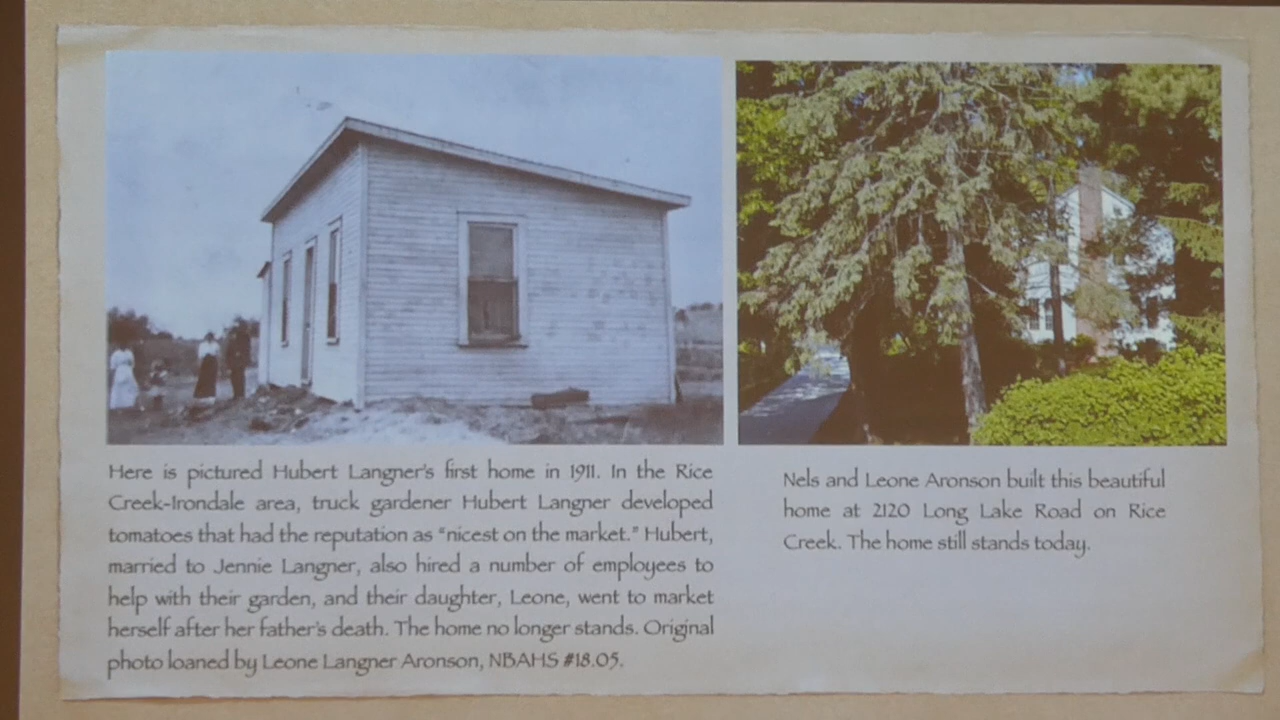 Here is pictured Hubert Langner's first home in 1911. In the Rice
Creek-Irondale area, truck gardener Hubert Langner developed
tomatoes that had the reputation as "nicest on the market." Hubert,
married to Jennie Langner, also hired a number of employees to
help with their garden, and their daughter, Leone, went to market
herself after her father's death. The home no longer stands. Original
photo loaned by Leone Langner Aronson, NBAHS #18.05.
Nels and Leone Aronson built this beautiful
home at 2120 Long Lake Road on Rice
Creek. The home still stands today.